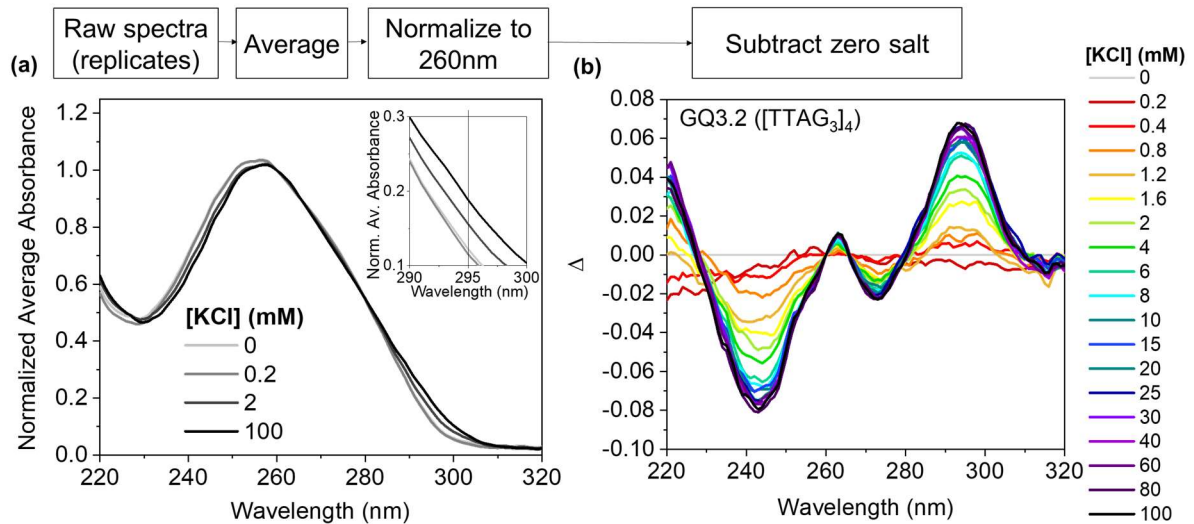 Raw spectra
(replicates)
Average
Normalize to
260nm
Subtract zero salt
(a)
Normalized Average Absorbance
1.2
1.0
0.8
0.6
0.4
0.2
0.0
220 240 260 280 300 320
Wavelength (nm)
[KCl] (mM)
0
0.2
2
100
Norm. Av. Absorbance
0.3
0.2
0.1
290 295 300
Wavelength (nm)
(b)
GQ3.2 ([TTAG₃]₄)
Δ
0.08
0.06
0.04
0.02
0.00
-0.02
-0.04
-0.06
-0.08
-0.10
220 240 260 280 300 320
Wavelength (nm)
[KCl] (mM)
0
0.2
0.4
0.8
1.2
1.6
2
4
6
8
10
15
20
25
30
40
60
80
100